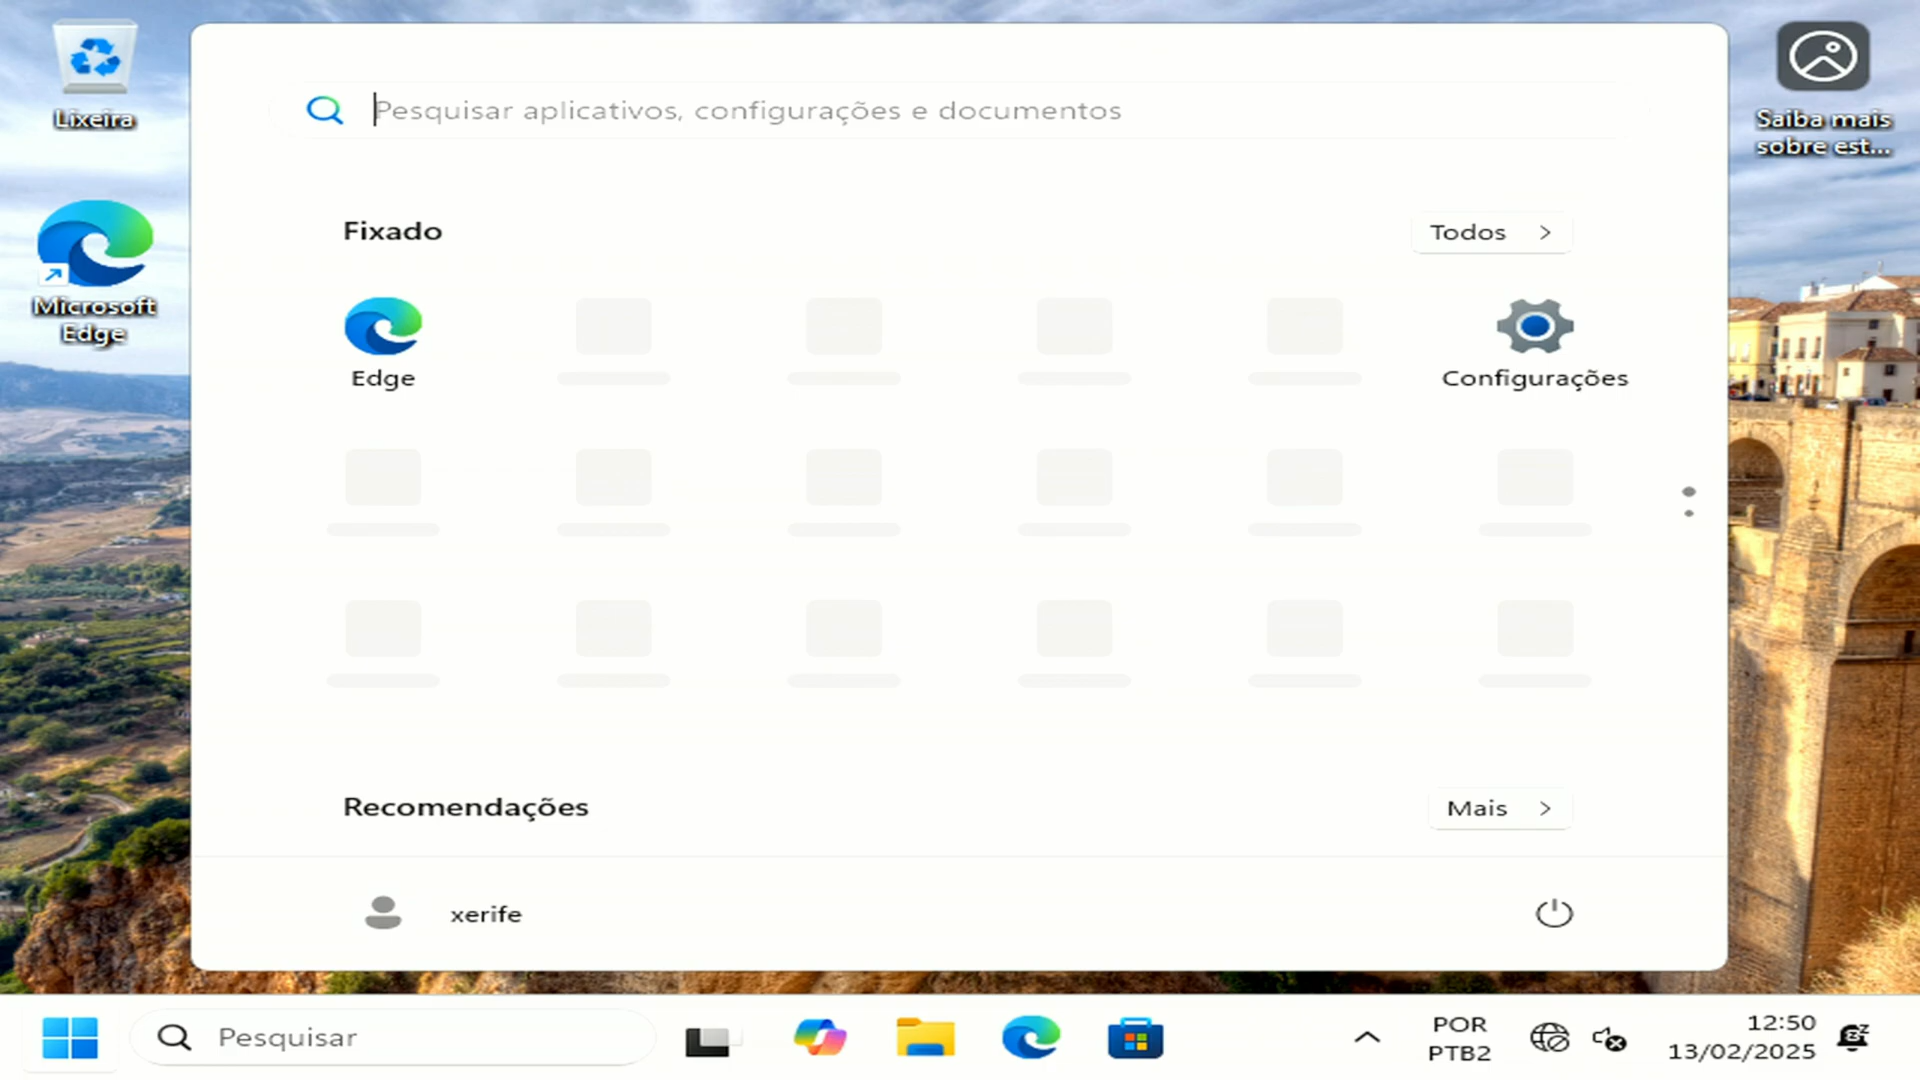 Lixeira
Microsoft
Edge
Saiba mais
sobre est...
Pesquisar aplicativos, configurações e documentos
Fixado
Todos
Edge
Configurações
Recomendações
Mais
xerife
Pesquisar
POR
PTB2
12:50
13/02/2025